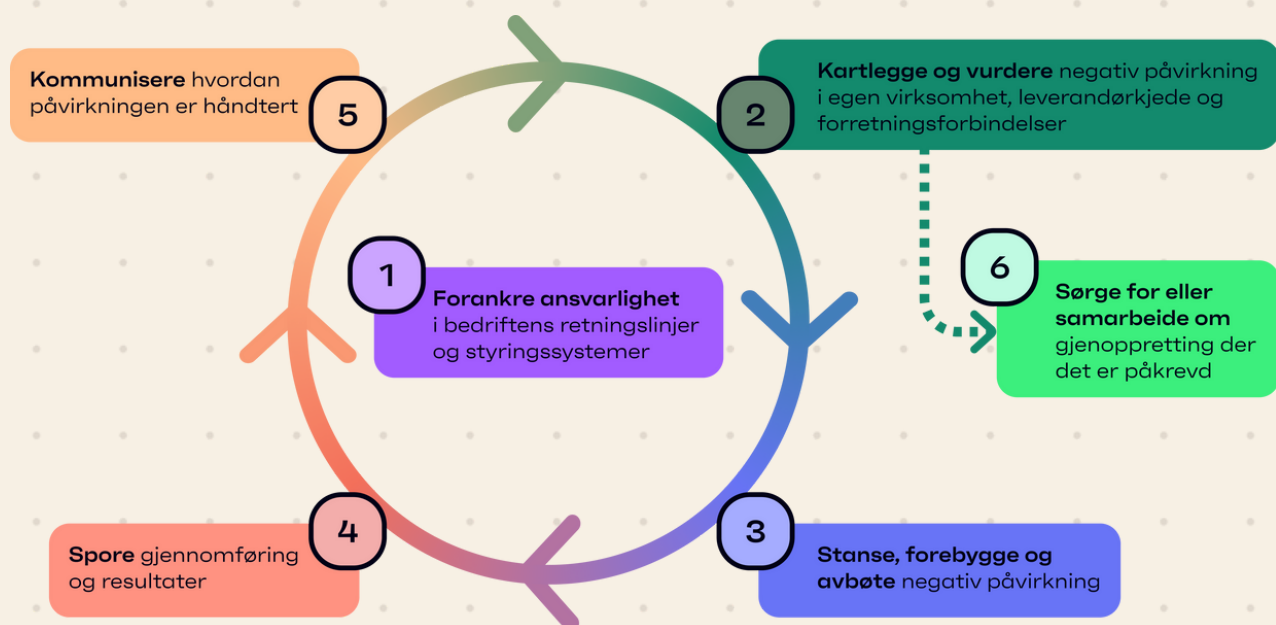 1
Forankre ansvarlighet
i bedriftens retningslinjer
og styringssystemer
2
Kartlegge og vurdere negativ påvirkning
i egen virksomhet, leverandørkjede og
forretningsforbindelser
3
Stanse, forebygge og
avbøte negativ påvirkning
4
Spore gjennomføring
og resultater
5
Kommunisere hvordan
påvirkningen er håndtert
6
Sørge for eller
samarbeide om
gjenoppretting der
det er påkrevd